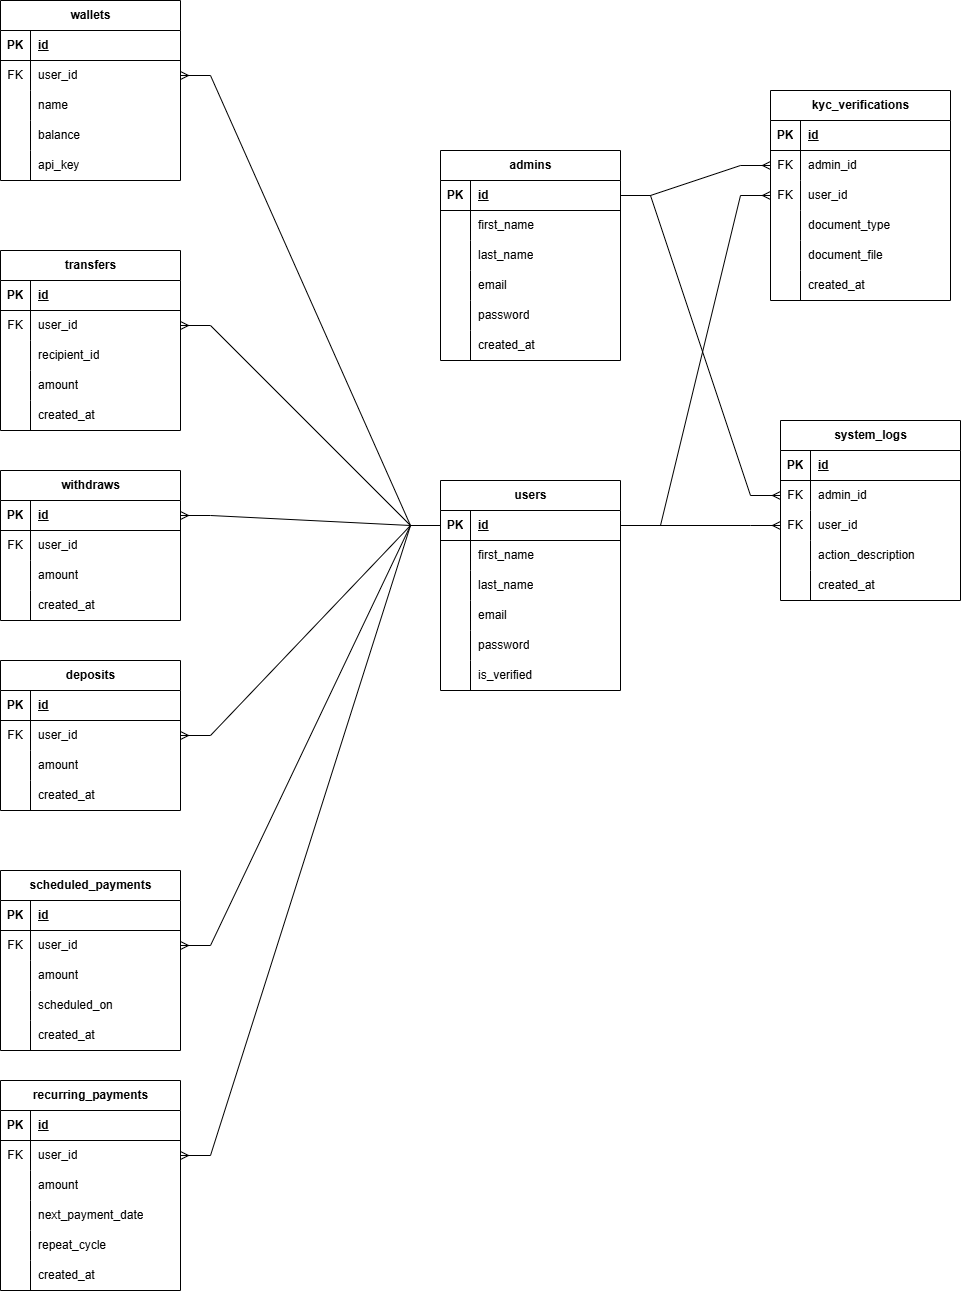 wallets
PK id
FK user_id
name
balance
api_key
transfers
PK id
FK user_id
recipient_id
amount
created_at
withdraws
PK id
FK user_id
amount
created_at
deposits
PK id
FK user_id
amount
created_at
scheduled_payments
PK id
FK user_id
amount
scheduled_on
created_at
recurring_payments
PK id
FK user_id
amount
next_payment_date
repeat_cycle
created_at
admins
PK id
first_name
last_name
email
password
created_at
users
PK id
first_name
last_name
email
password
is_verified
kyc_verifications
PK id
FK admin_id
FK user_id
document_type
document_file
created_at
system_logs
PK id
FK admin_id
FK user_id
action_description
created_at